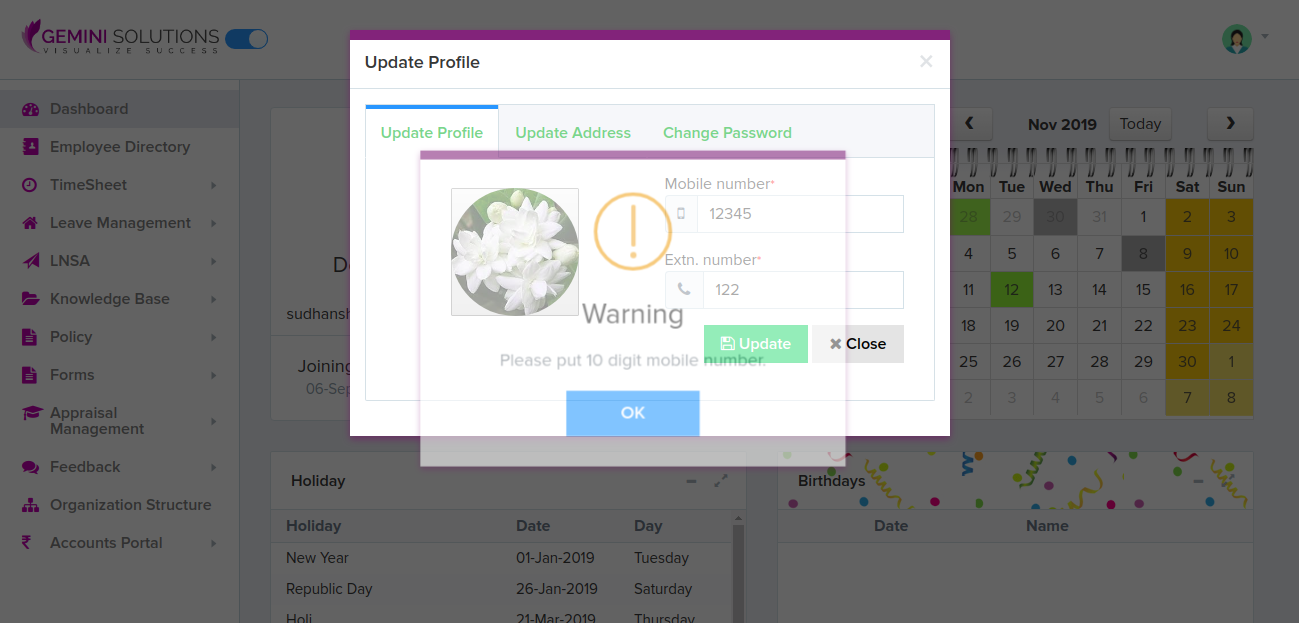 GEMINI SOLUTIONS
VISUALIZE SUCCESS
Dashboard
Employee Directory
TimeSheet
Leave Management
LNSA
Knowledge Base
Policy
Forms
Appraisal
Management
Feedback
Organization Structure
Accounts Portal
Update Profile
×
Update Profile Update Address Change Password
Mobile number*
12345
Extn. number*
122
Update Close
Warning
Please put 10 digit mobile number.
OK
D
sudhansh
Joining
06-Sep
Nov 2019 Today
Mon Tue Wed Thu Fri Sat Sun
28 29 30 31 1 2 3
4 5 6 7 8 9 10
11 12 13 14 15 16 17
18 19 20 21 22 23 24
25 26 27 28 29 30 1
2 3 4 5 6 7 8
Holiday
Holiday Date Day
New Year 01-Jan-2019 Tuesday
Republic Day 26-Jan-2019 Saturday
Holi 21-Mar-2019 Thursday
Birthdays
Date Name